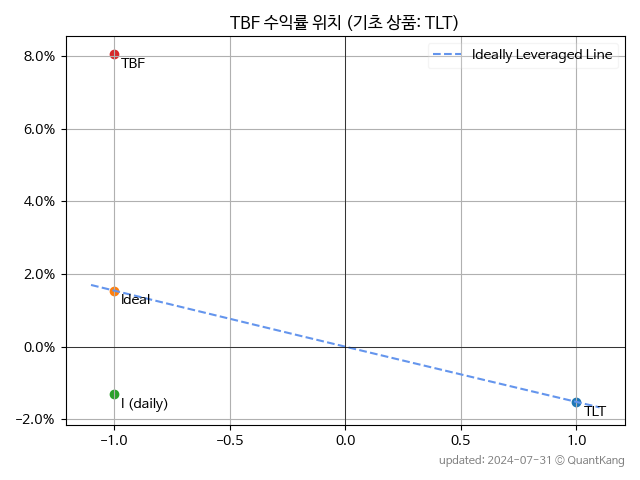 TBF 수익률 위치 (기초 상품: TLT)
8.0%
6.0%
4.0%
2.0%
0.0%
−2.0%
TBF
Ideal
I (daily)
TLT
Ideally Leveraged Line
−1.0 −0.5 0.0 0.5 1.0
updated: 2024-07-31 © QuantKang